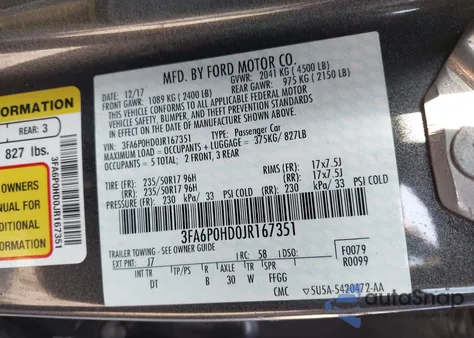 MFD. BY FORD MOTOR CO.
12/17 GVWR: 2041 KG ( 4500 LB)
FRONT GAWR: 1089 KG ( 2400 LB) REAR GAWR: 975 KG ( 2150 LB)
THIS VEHICLE CONFORMS TO ALL APPLICABLE FEDERAL MOTOR
VEHICLE SAFETY, BUMPER, AND THEFT PREVENTION STANDARDS
IN EFFECT ON THE DATE OF MANUFACTURE SHOWN ABOVE.
VIN: 3FA6P0HD0JR167351 TYPE: Passenger Car
MAXIMUM LOAD = OCCUPANTS + LUGGAGE = 375KG / 827LB
OCCUPANTS = 5 TOTAL; 2 FRONT, 3 REAR
TIRE (FR): 235/50R17 96H RIMS (FR): 17x7.5J
TIRE (RR): 235/50R17 96H (RR): 17x7.5J
PRESSURE (FR): 230 kPa/ 33 PSI COLD (RR): 230 kPa/ 33 PSI COLD
3FA6P0HD0JR167351
TRAILER TOWING - SEE OWNER GUIDE
F0079
R0099
EXT PNT: J7 RC: 58 DSO:
INT TR TP/PS R AX TR SPR
DT B 30 W FFGG
CMC 5U5A-5420472-AA
FORMATION
REAR: 3
827 lbs.
OWNERS
NUAL FOR
DITIONAL
ORMATION
3FA6P0HD0JR167351
autoSnap